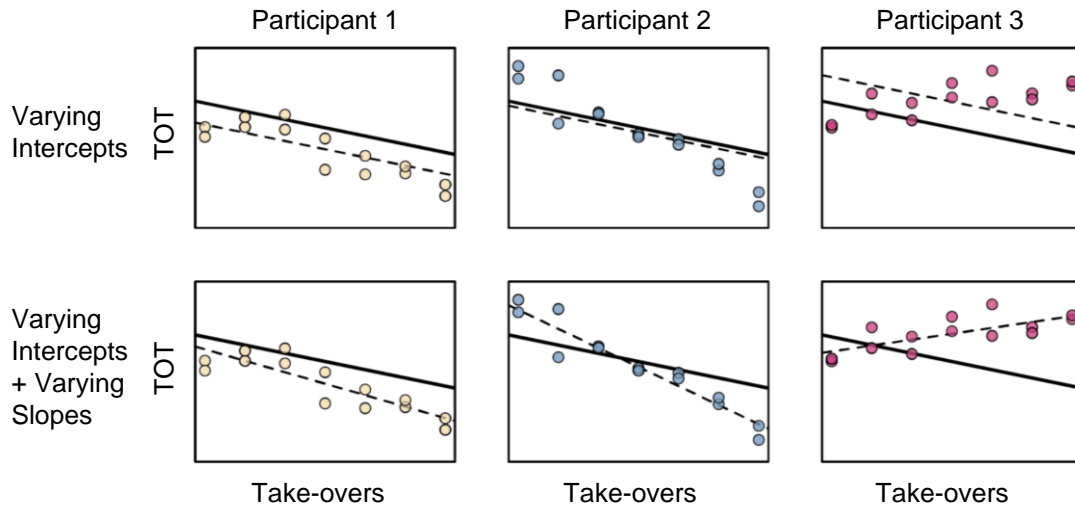 Participant 1
Participant 2
Participant 3
Varying
Intercepts
TOT
Varying
Intercepts
+ Varying
Slopes
TOT
Take-overs
Take-overs
Take-overs